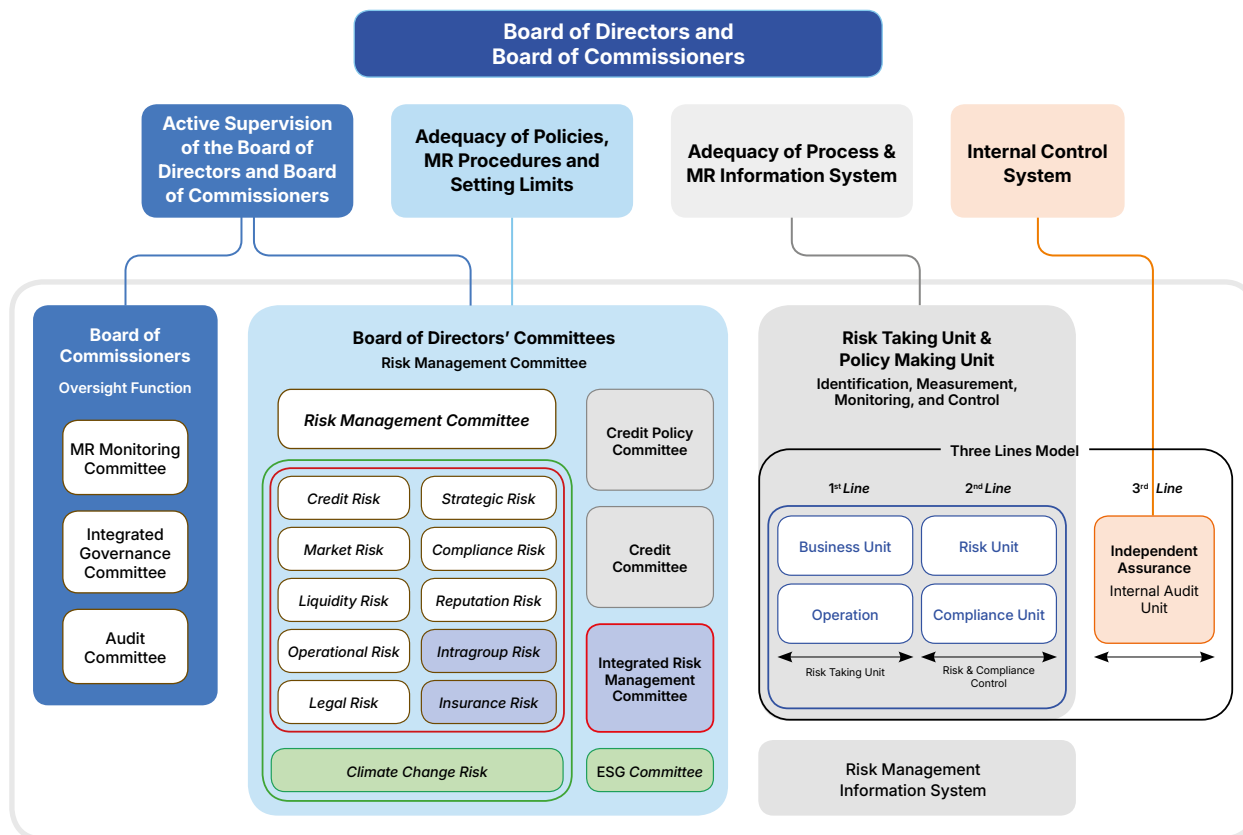 Board of Directors and
Board of Commissioners
Active Supervision
of the Board of
Directors and Board
of Commissioners
Adequacy of Policies,
MR Procedures and
Setting Limits
Adequacy of Process &
MR Information System
Internal Control
System
Board of
Commissioners
Oversight Function
MR Monitoring
Committee
Integrated
Governance
Committee
Audit
Committee
Board of Directors’ Committees
Risk Management Committee
Risk Management Committee
Credit Risk
Strategic Risk
Market Risk
Compliance Risk
Liquidity Risk
Reputation Risk
Operational Risk
Intragroup Risk
Legal Risk
Insurance Risk
Climate Change Risk
Credit Policy
Committee
Credit
Committee
Integrated Risk
Management
Committee
ESG Committee
Risk Taking Unit &
Policy Making Unit
Identification, Measurement,
Monitoring, and Control
Three Lines Model
1st Line
2nd Line
3rd Line
Business Unit
Risk Unit
Operation
Compliance Unit
Risk Taking Unit
Risk & Compliance
Control
Independent
Assurance
Internal Audit
Unit
Risk Management
Information System